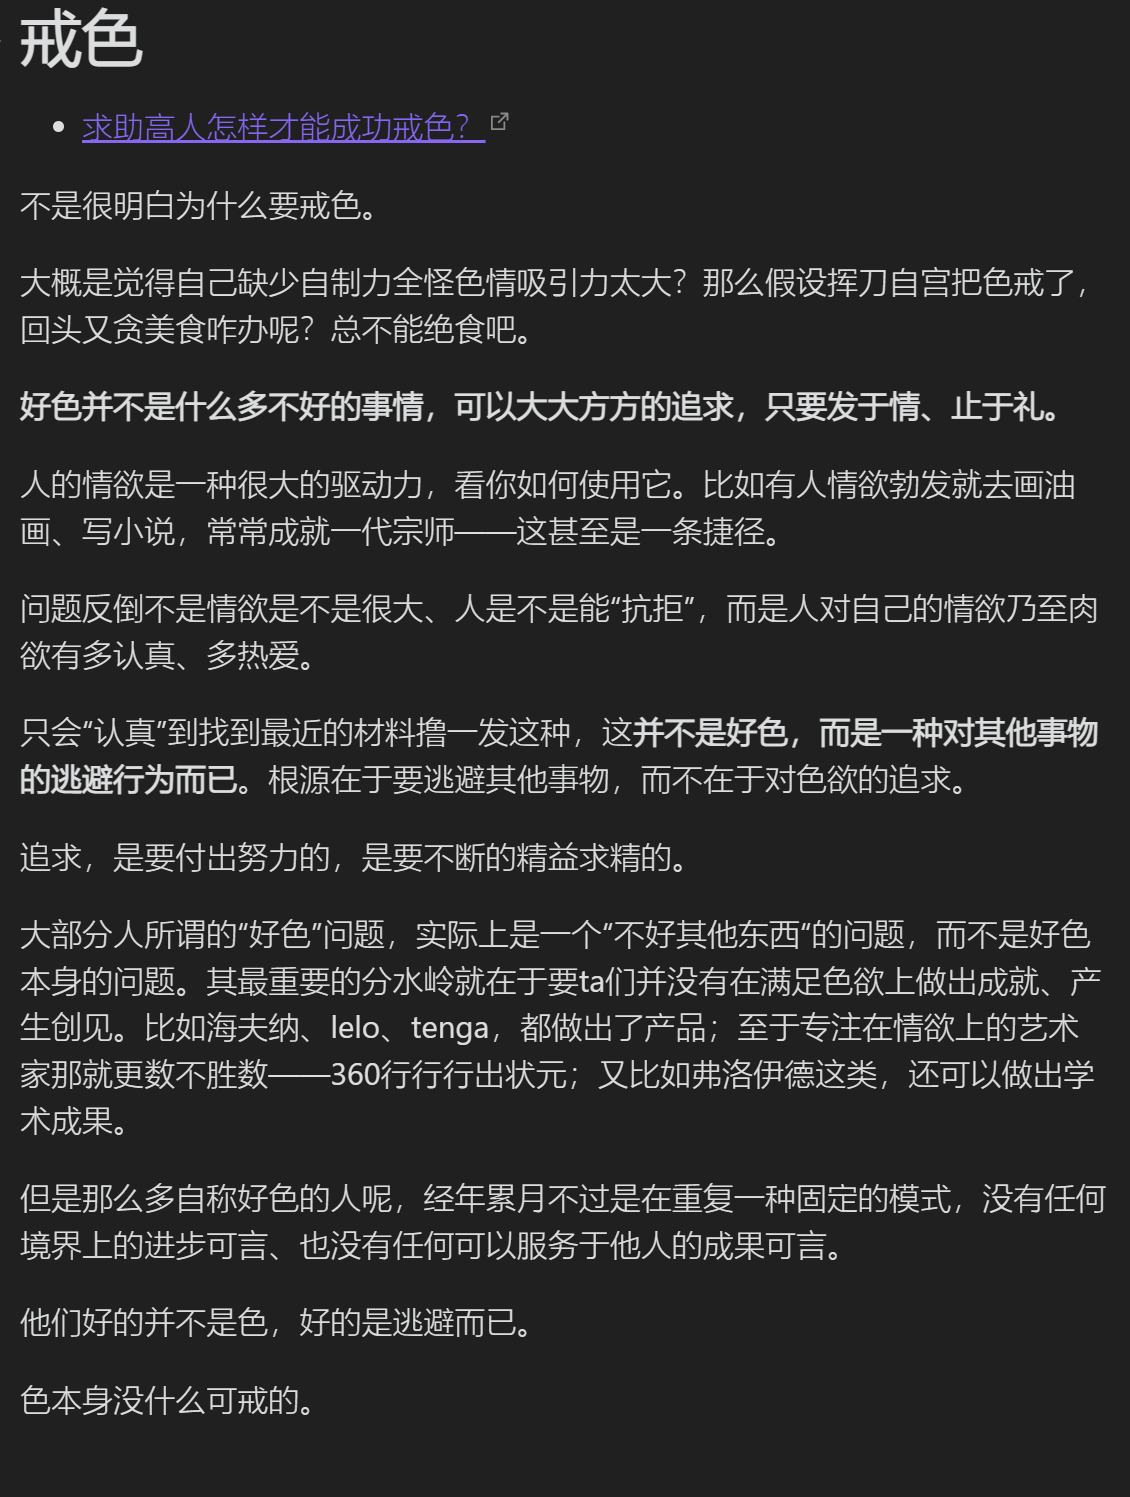 戒色
求助高人怎样才能成功戒色？
不是很明白为什么要戒色。
大概是觉得自己缺少自制力全怪色情吸引力太大？那么假设挥刀自宫把色戒了，
回头又贪美食咋办呢？总不能绝食吧。
好色并不是什么多不好的事情，可以大大方方的追求，只要发于情、止于礼。
人的情欲是一种很大的驱动力，看你如何使用它。比如有人情欲勃发就去画油
画、写小说，常常成就一代宗师——这甚至是一条捷径。
问题反倒不是情欲是不是很大、人是不是能“抗拒”，而是人对自己的情欲乃至肉
欲有多认真、多热爱。
只会“认真”到找到最近的材料撸一发这种，这并不是好色，而是一种对其他事物
的逃避行为而已。根源在于要逃避其他事物，而不在于对色欲的追求。
追求，是要付出努力的，是要不断的精益求精的。
大部分人所谓的“好色”问题，实际上是一个“不好其他东西“的问题，而不是好色
本身的问题。其最重要的分水岭就在于要ta们并没有在满足色欲上做出成就、产
生创见。比如海夫纳、lelo、tenga，都做出了产品；至于专注在情欲上的艺术
家那就更数不胜数——360行行行出状元；又比如弗洛伊德这类，还可以做出学
术成果。
但是那么多自称好色的人呢，经年累月不过是在重复一种固定的模式，没有任何
境界上的进步可言、也没有任何可以服务于他人的成果可言。
他们好的并不是色，好的是逃避而已。
色本身没什么可戒的。